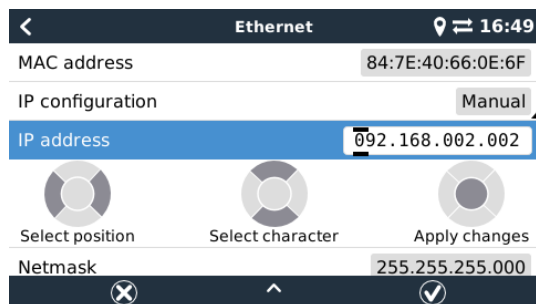 Ethernet 16:49
MAC address 84:7E:40:66:0E:6F
IP configuration Manual
IP address 092.168.002.002
Select position Select character Apply changes
Netmask 255.255.255.000